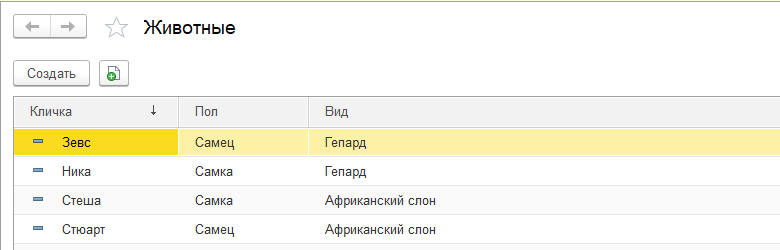 Животные
Создать
Кличка Пол Вид
Зевс Самец Гепард
Ника Самка Гепард
Стеша Самка Африканский слон
Стюарт Самец Африканский слон